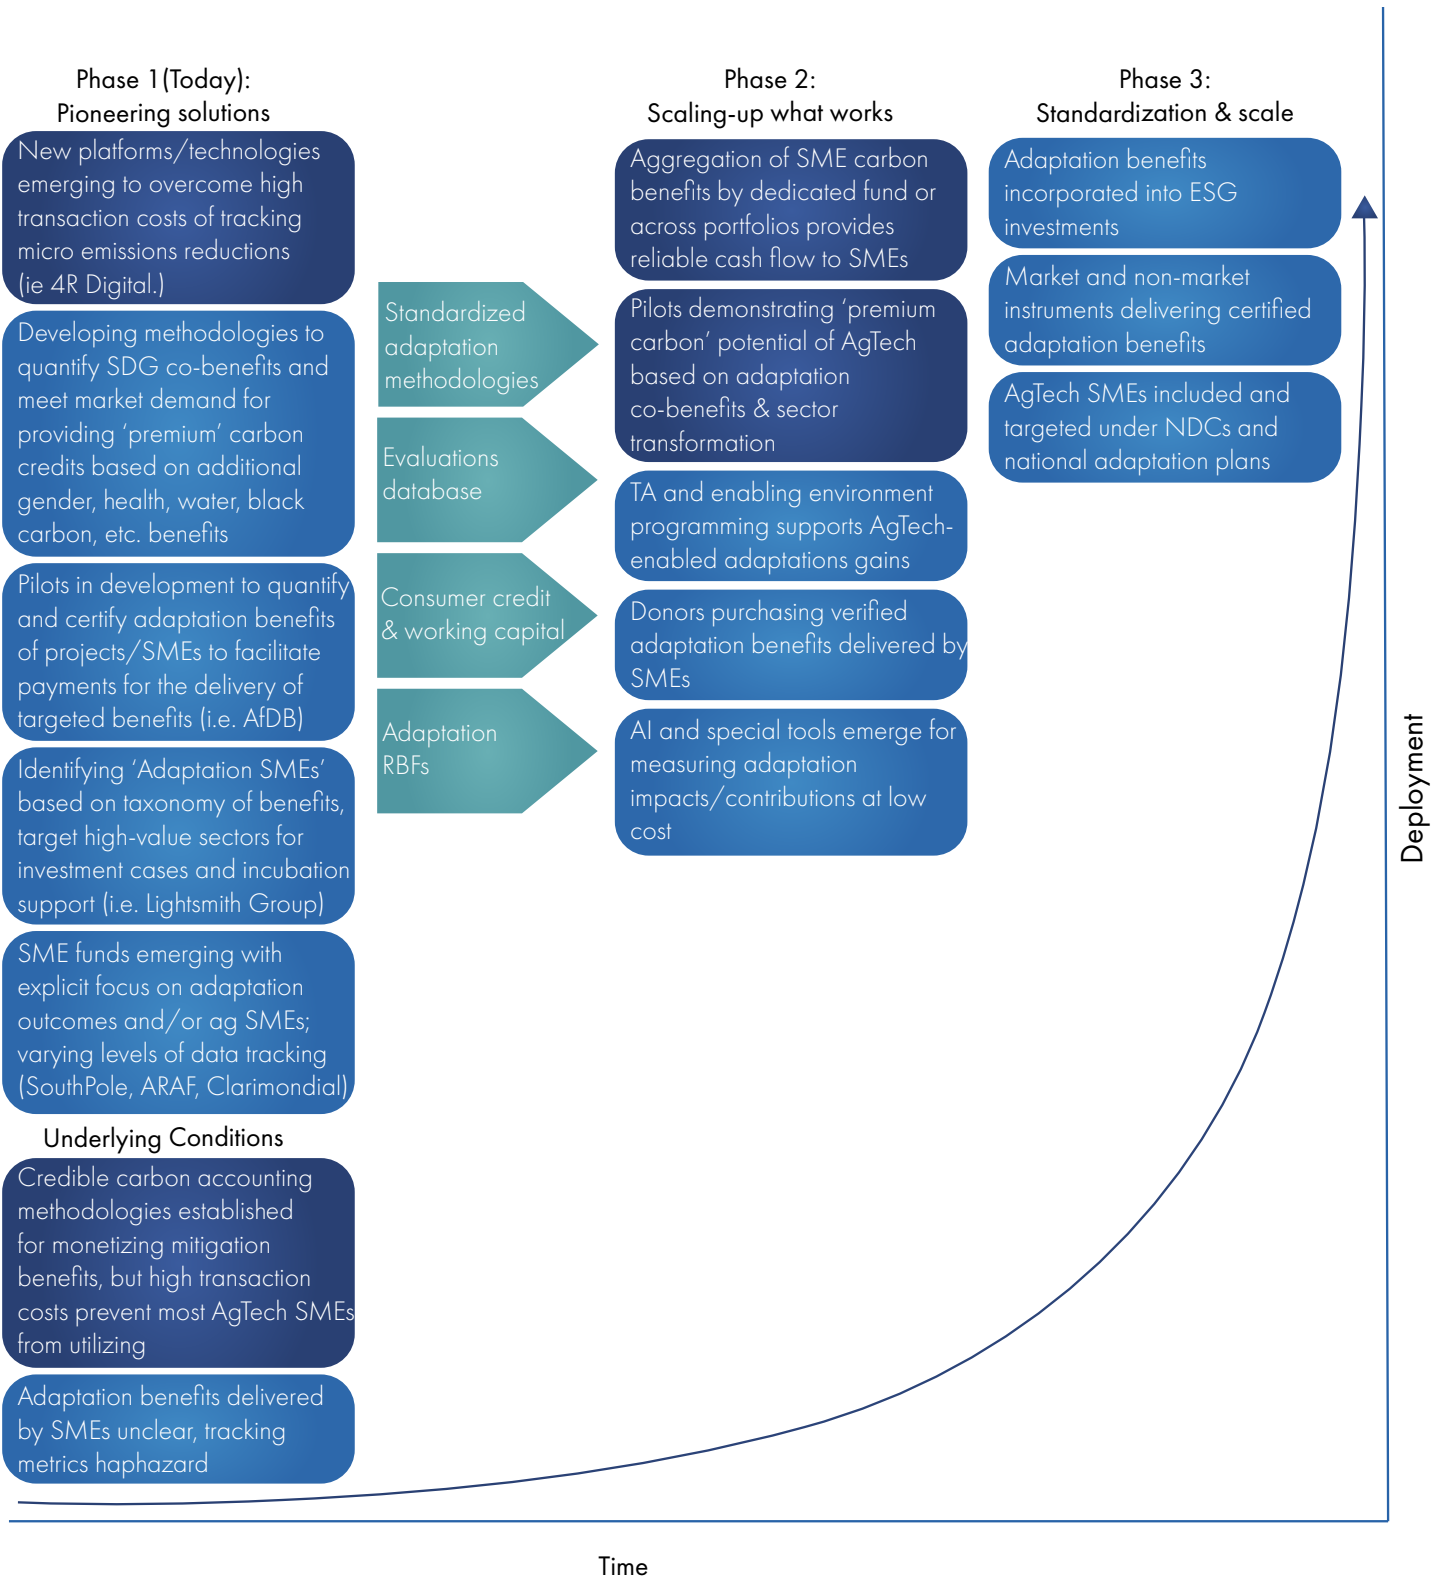 Phase 1(Today):
Pioneering solutions
New platforms/technologies
emerging to overcome high
transaction costs of tracking
micro emissions reductions
(ie 4R Digital.)
Developing methodologies to
quantify SDG co-benefits and
meet market demand for
providing ‘premium’ carbon
credits based on additional
gender, health, water, black
carbon, etc. benefits
Pilots in development to quantify
and certify adaptation benefits
of projects/SMEs to facilitate
payments for the delivery of
targeted benefits (i.e. AfDB)
Identifying ‘Adaptation SMEs’
based on taxonomy of benefits,
target high-value sectors for
investment cases and incubation
support (i.e. Lightsmith Group)
SME funds emerging with
explicit focus on adaptation
outcomes and/or ag SMEs;
varying levels of data tracking
(SouthPole, ARAF, Clarimondial)
Underlying Conditions
Credible carbon accounting
methodologies established
for monetizing mitigation
benefits, but high transaction
costs prevent most AgTech SMEs
from utilizing
Adaptation benefits delivered
by SMEs unclear, tracking
metrics haphazard
Standardized
adaptation
methodologies
Evaluations
database
Consumer credit
& working capital
Adaptation
RBFs
Phase 2:
Scaling-up what works
Aggregation of SME carbon
benefits by dedicated fund or
across portfolios provides
reliable cash flow to SMEs
Pilots demonstrating ‘premium
carbon’ potential of AgTech
based on adaptation
co-benefits & sector
transformation
TA and enabling environment
programming supports AgTech-
enabled adaptations gains
Donors purchasing verified
adaptation benefits delivered by
SMEs
AI and special tools emerge for
measuring adaptation
impacts/contributions at low
cost
Phase 3:
Standardization & scale
Adaptation benefits
incorporated into ESG
investments
Market and non-market
instruments delivering certified
adaptation benefits
AgTech SMEs included and
targeted under NDCs and
national adaptation plans
Deployment
Time